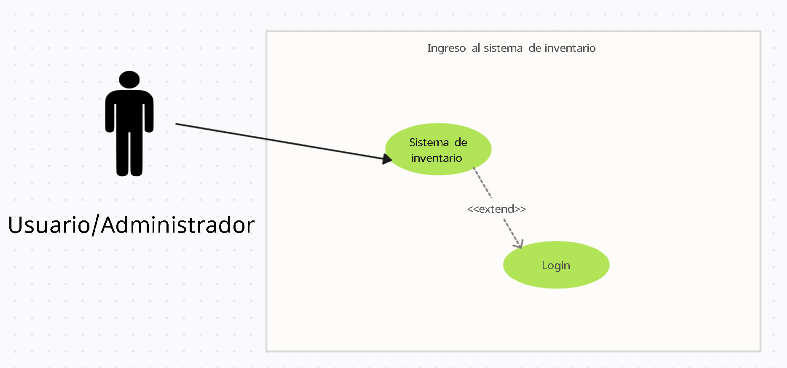 Ingreso al sistema de inventario
Sistema de
inventario
Usuario/Administrador
<<extend>>
Login